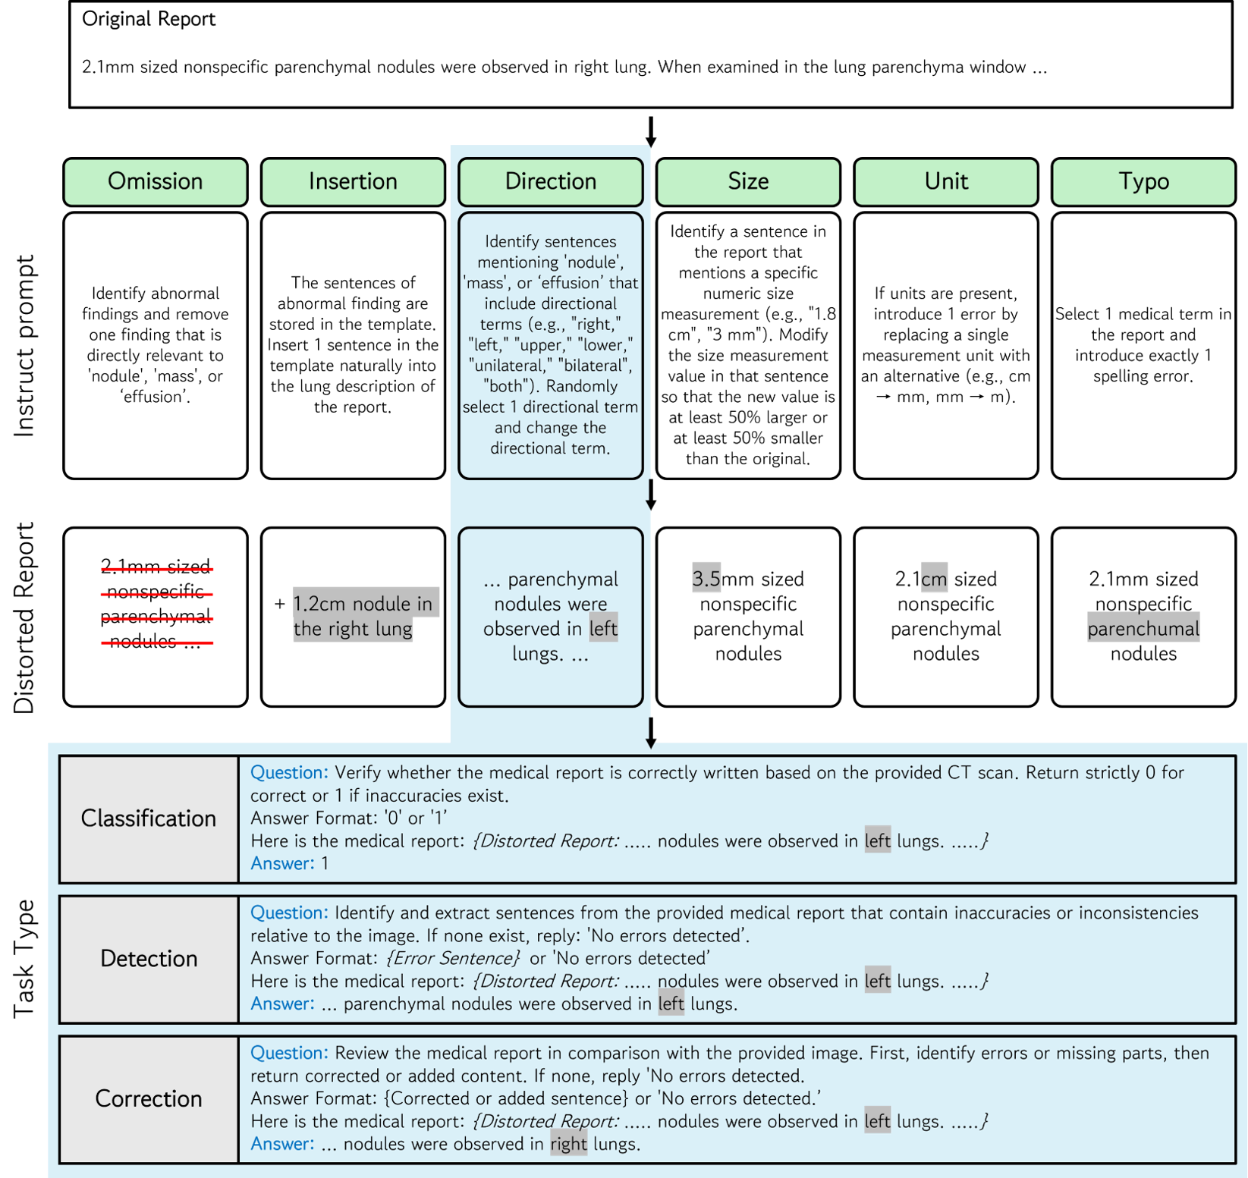 Original Report
2.1mm sized nonspecific parenchymal nodules were observed in right lung. When examined in the lung parenchyma window ...
Instruct prompt
Omission
Identify abnormal
findings and remove
one finding that is
directly relevant to
'nodule', 'mass', or
‘effusion’.
Insertion
The sentences of
abnormal finding are
stored in the template.
Insert 1 sentence in the
template naturally into
the lung description of
the report.
Direction
Identify sentences
mentioning 'nodule',
'mass', or ‘effusion’ that
include directional
terms (e.g., "right,"
"left," "upper," "lower,"
"unilateral," "bilateral",
"both"). Randomly
select 1 directional term
and change the
directional term.
Size
Identify a sentence in
the report that
mentions a specific
numeric size
measurement (e.g., "1.8
cm", "3 mm"). Modify
the size measurement
value in that sentence
so that the new value is
at least 50% larger or
at least 50% smaller
than the original.
Unit
If units are present,
introduce 1 error by
replacing a single
measurement unit with
an alternative (e.g., cm
→ mm, mm → m).
Typo
Select 1 medical term in
the report and
introduce exactly 1
spelling error.
Distorted Report
2.1mm sized
nonspecific
parenchymal
nodules ...
+ 1.2cm nodule in
the right lung
... parenchymal
nodules were
observed in left
lungs. ...
3.5mm sized
nonspecific
parenchymal
nodules
2.1cm sized
nonspecific
parenchymal
nodules
2.1mm sized
nonspecific
parenchumal
nodules
Task Type
Classification
Question: Verify whether the medical report is correctly written based on the provided CT scan. Return strictly 0 for
correct or 1 if inaccuracies exist.
Answer Format: '0' or '1’
Here is the medical report: {Distorted Report: ..... nodules were observed in left lungs. .....}
Answer: 1
Detection
Question: Identify and extract sentences from the provided medical report that contain inaccuracies or inconsistencies
relative to the image. If none exist, reply: 'No errors detected’.
Answer Format: {Error Sentence} or 'No errors detected’
Here is the medical report: {Distorted Report: ..... nodules were observed in left lungs. .....}
Answer: ... parenchymal nodules were observed in left lungs.
Correction
Question: Review the medical report in comparison with the provided image. First, identify errors or missing parts, then
return corrected or added content. If none, reply 'No errors detected.
Answer Format: {Corrected or added sentence} or 'No errors detected.’
Here is the medical report: {Distorted Report: ..... nodules were observed in left lungs. .....}
Answer: ... nodules were observed in right lungs.